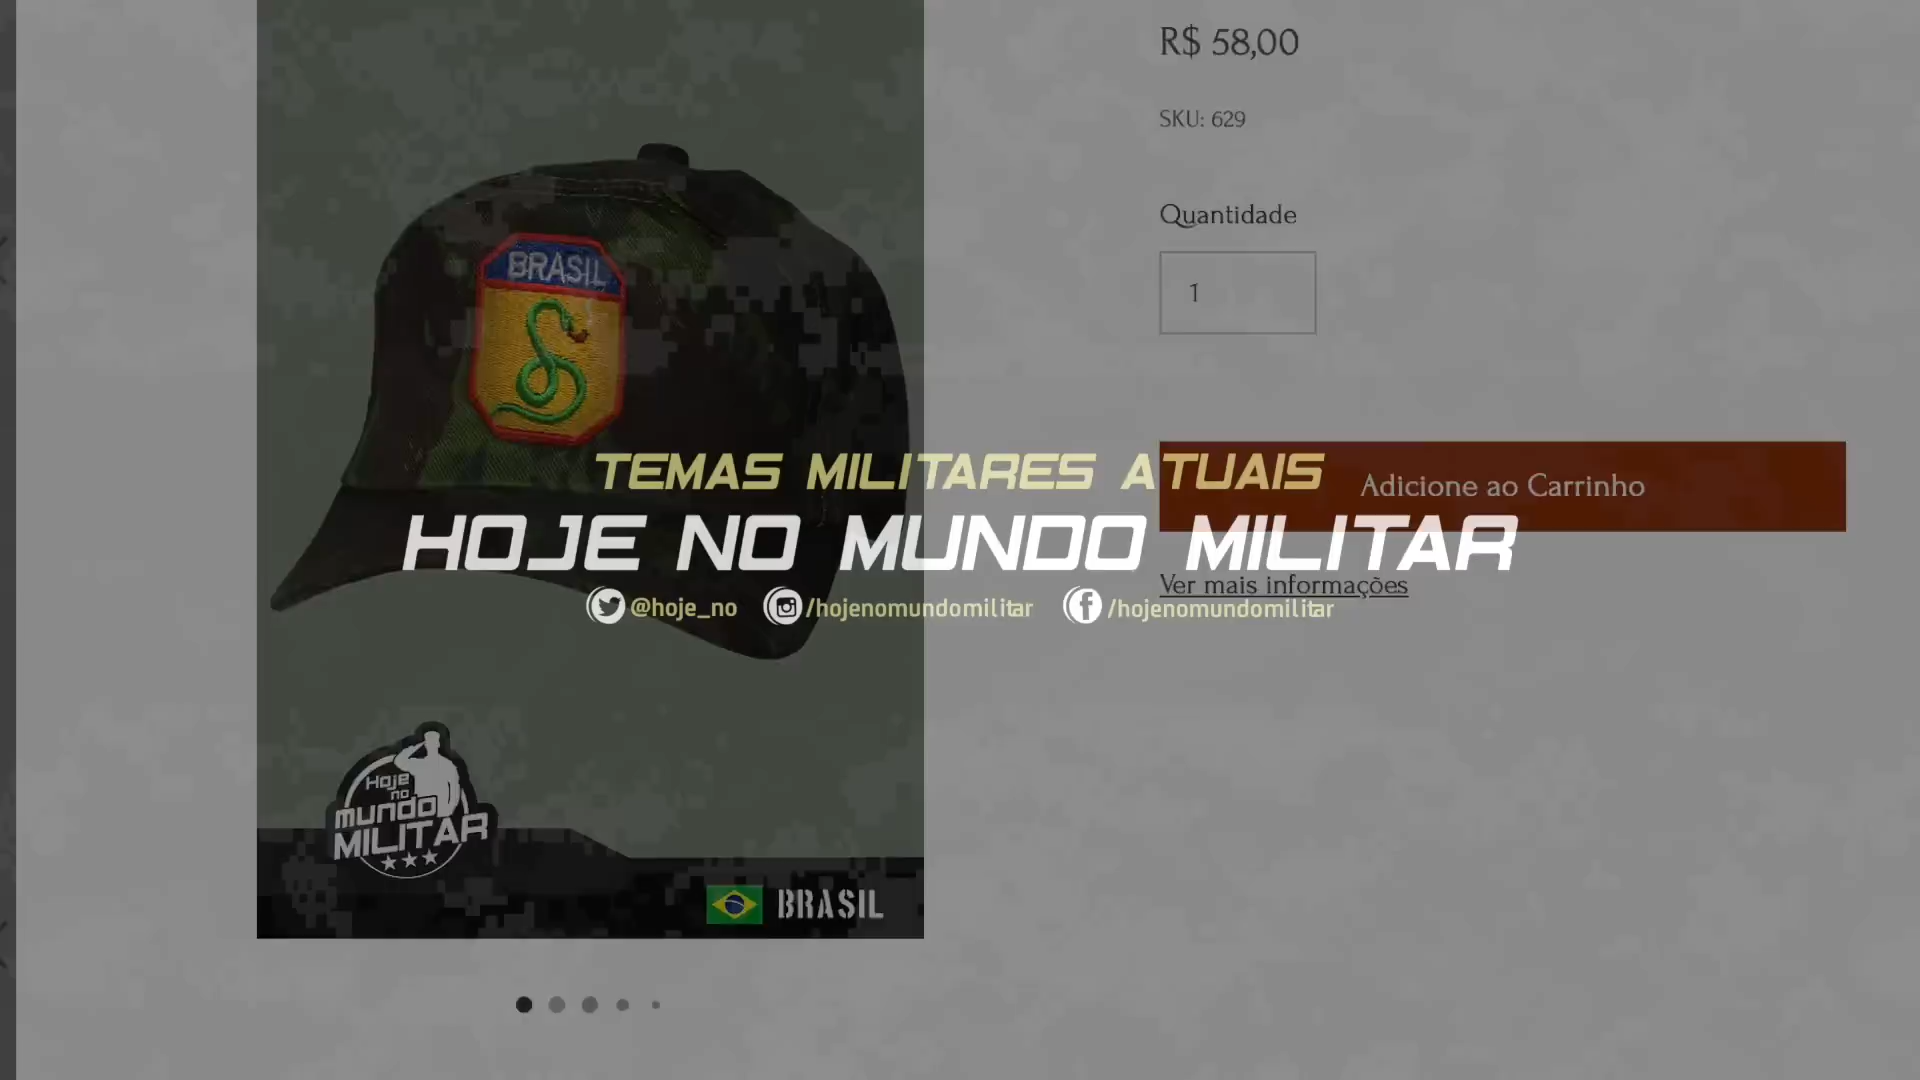 R$ 58,00
SKU: 629
Quantidade
1
BRASIL
TEMAS MILITARES ATUAIS
Adicione ao Carrinho
HOJE NO MUNDO MILITAR
Ver mais informações
@hoje_no
/hojenomundomilitar
/hojenomundomilitar
Hoje
no
mundo
MILITAR
BRASIL